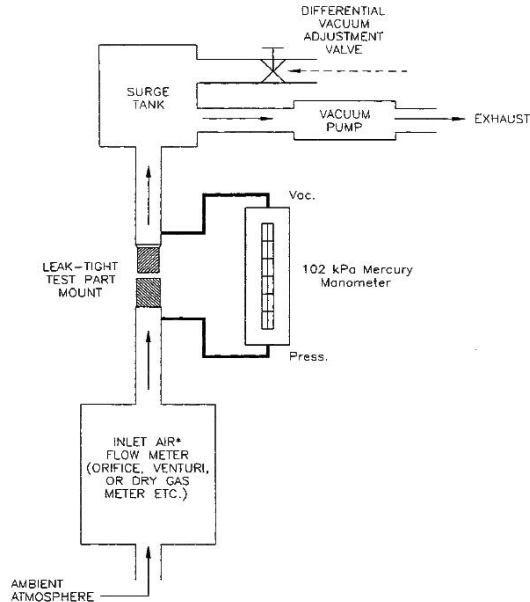 DIFFERENTIAL
VACUUM
ADJUSTMENT
VALVE
SURGE
TANK
VACUUM
PUMP
EXHAUST
Vac.
LEAK-TIGHT
TEST PART
MOUNT
102 kPa Mercury
Manometer
Press.
INLET AIR*
FLOW METER
(ORIFICE, VENTURI,
OR DRY GAS
METER ETC.)
AMBIENT
ATMOSPHERE